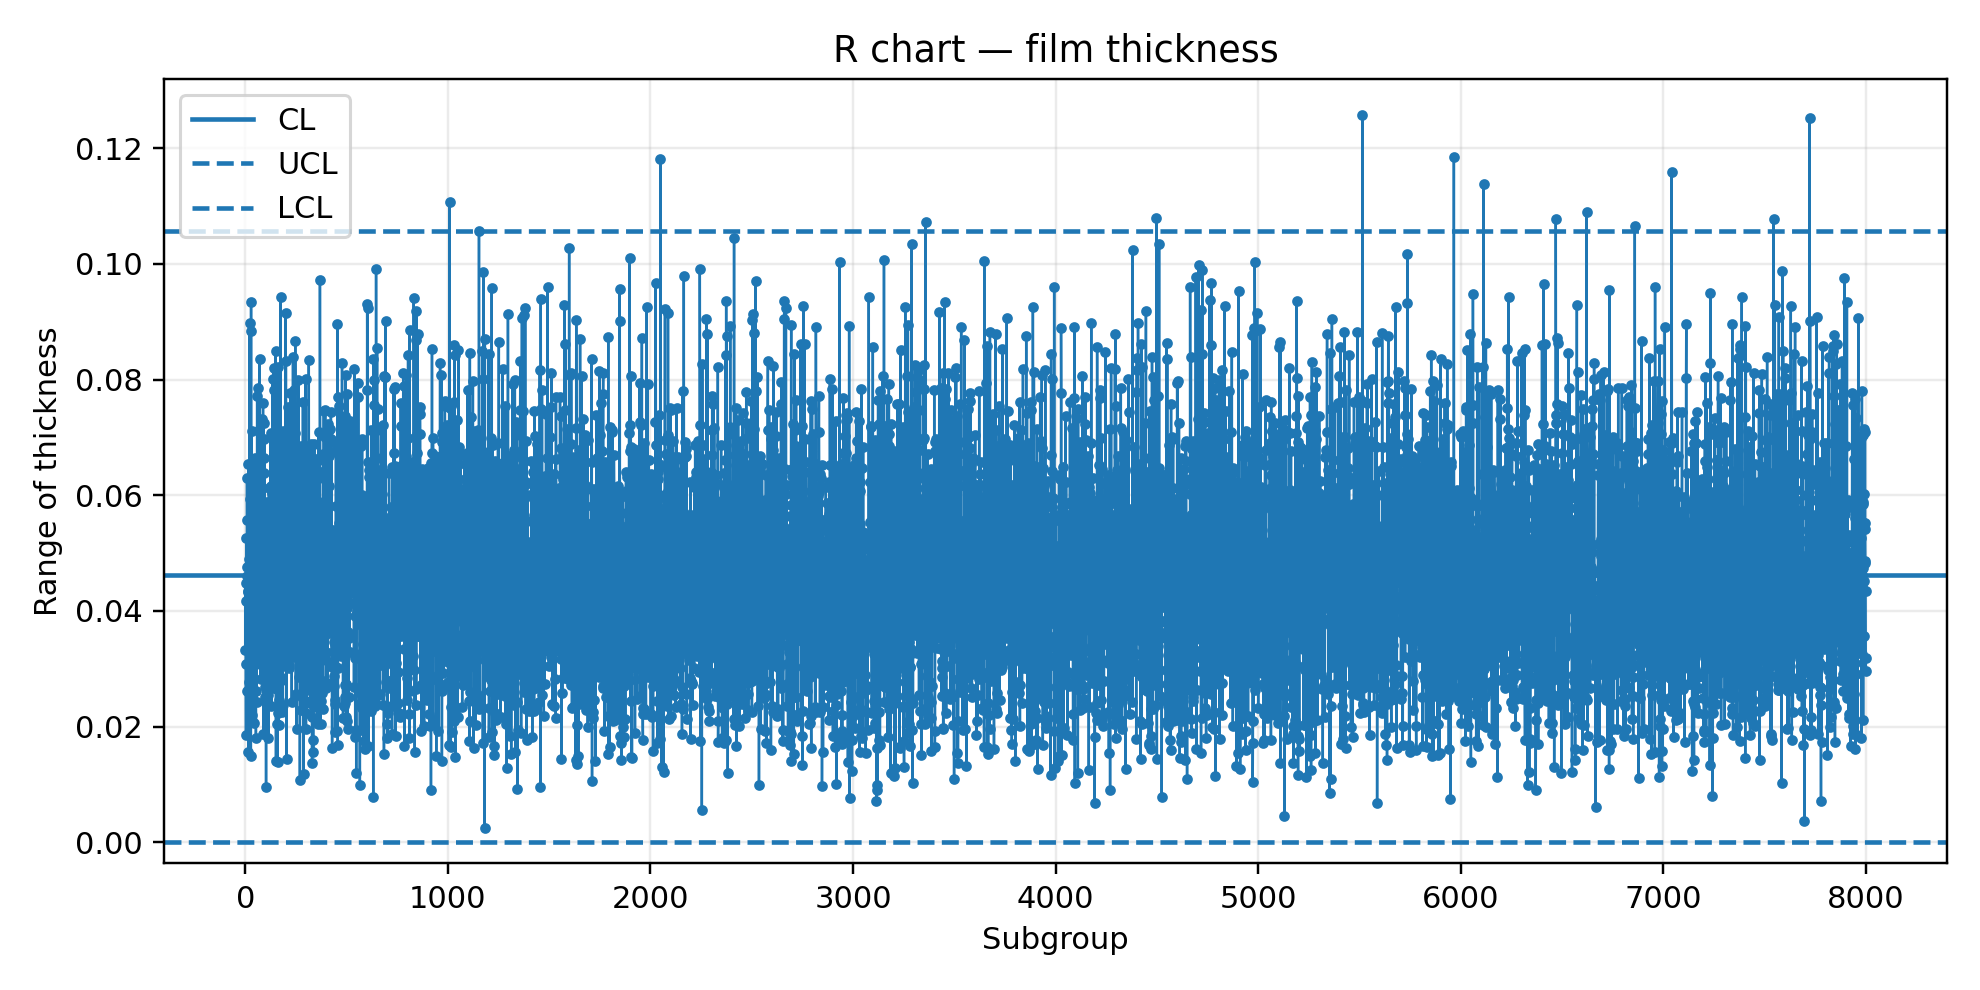 R chart — film thickness
CL
UCL
LCL
Range of thickness
0.12
0.10
0.08
0.06
0.04
0.02
0.00
0 1000 2000 3000 4000 5000 6000 7000 8000
Subgroup